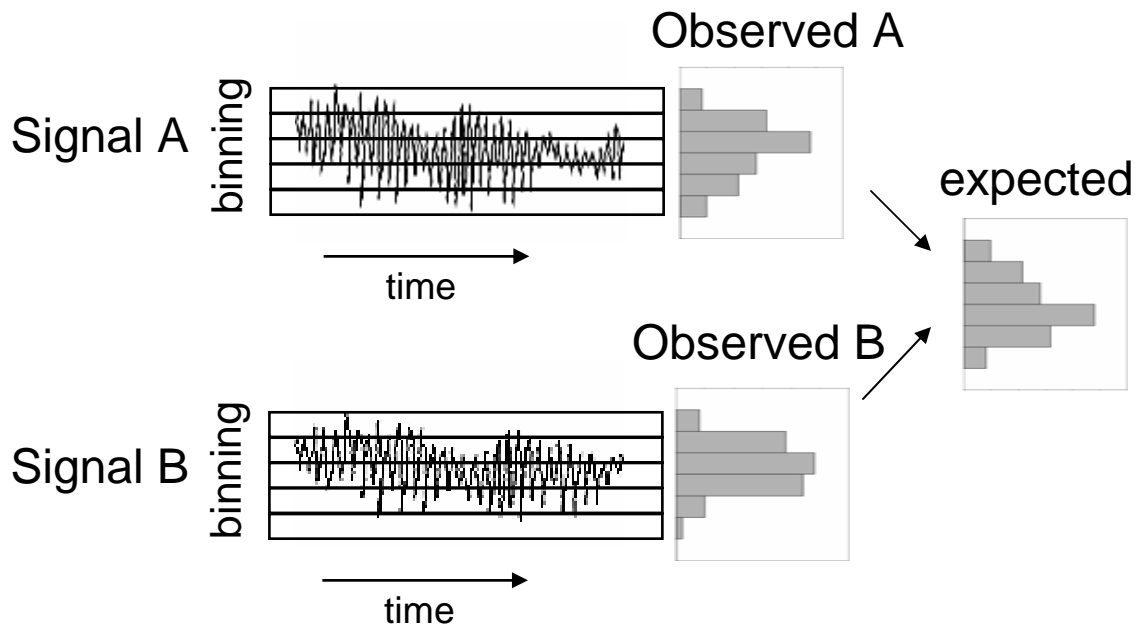 Observed A
Signal A
binning
expected
time
Observed B
Signal B
binning
time